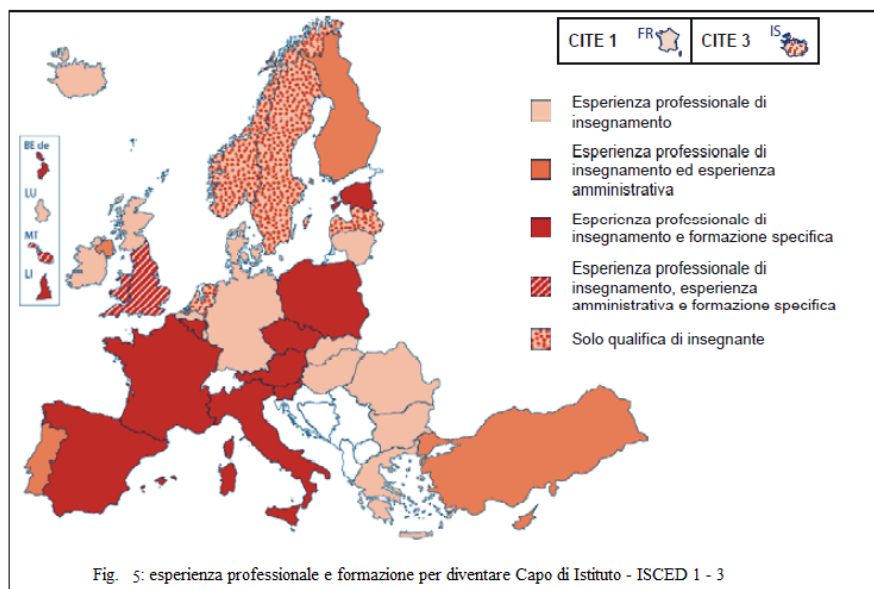 CITE 1 FR CITE 3 IS
Esperienza professionale di
insegnamento
Esperienza professionale di
insegnamento ed esperienza
amministrativa
Esperienza professionale di
insegnamento e formazione specifica
Esperienza professionale di
insegnamento, esperienza
amministrativa e formazione specifica
Solo qualifica di insegnante
BE de
LU
MT
LI
Fig. 5: esperienza professionale e formazione per diventare Capo di Istituto - ISCED 1 - 3